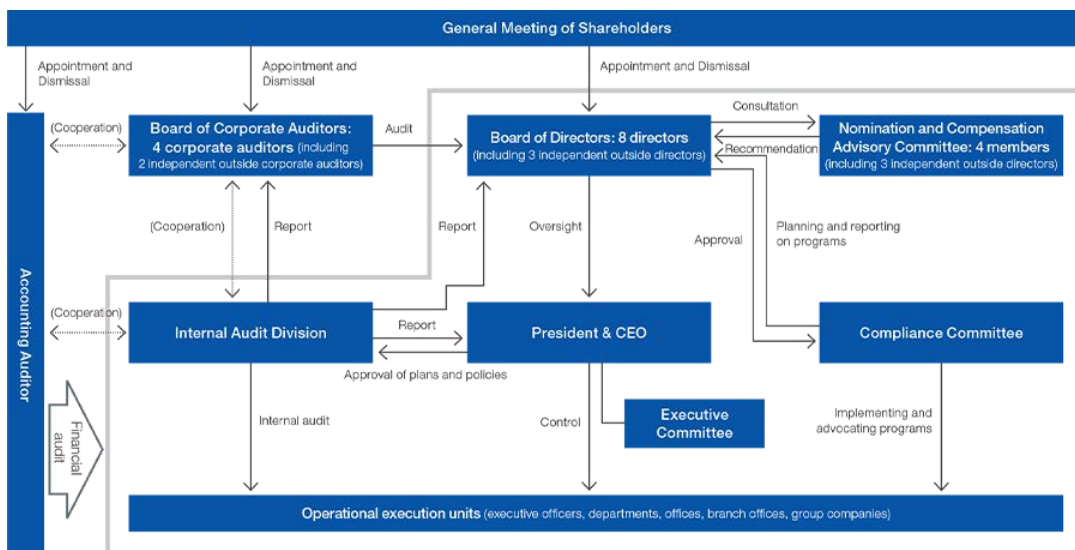 General Meeting of Shareholders
Appointment and
Dismissal
Appointment and
Dismissal
Appointment and Dismissal
(Cooperation)
Board of Corporate Auditors:
4 corporate auditors (including
2 independent outside corporate auditors)
Audit
Board of Directors: 8 directors
(including 3 independent outside directors)
Consultation
Recommendation
Nomination and Compensation
Advisory Committee: 4 members
(including 3 independent outside directors)
(Cooperation)
Report
Report
Oversight
Approval
Planning and reporting
on programs
Accounting Auditor
(Cooperation)
Internal Audit Division
Report
President & CEO
Compliance Committee
Approval of plans and policies
Financial
audit
Internal audit
Control
Executive
Committee
Implementing and
advocating programs
Operational execution units (executive officers, departments, offices, branch offices, group companies)